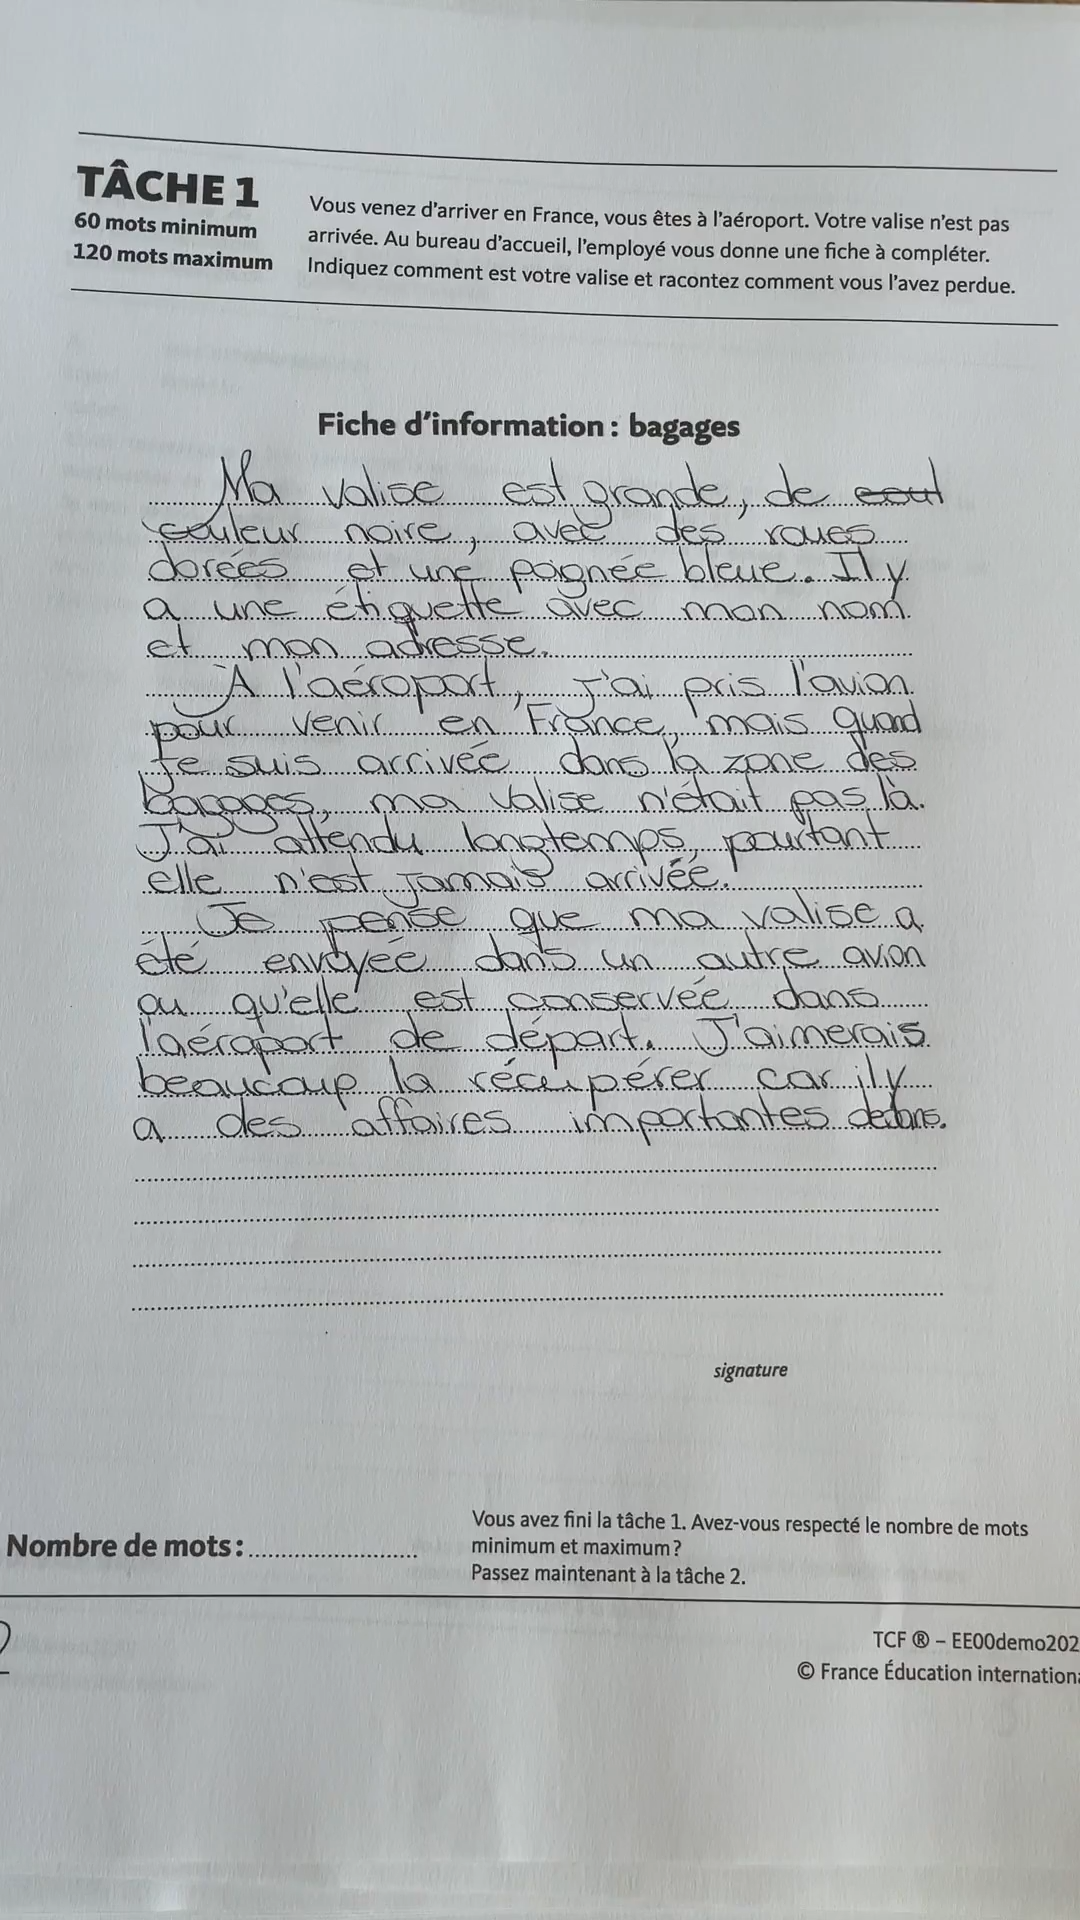 TÂCHE 1
60 mots minimum
120 mots maximum
Vous venez d'arriver en France, vous êtes à l'aéroport. Votre valise n'est pas
arrivée. Au bureau d'accueil, l'employé vous donne une fiche à compléter.
Indiquez comment est votre valise et racontez comment vous l'avez perdue.
Fiche d'information : bagages
Ma valise est grande, de coul
couleur noire, avec des roues
dorées et une poignée bleue. Il y
a une étiquette avec mon nom
et mon adresse.
À l'aéroport, j'ai pris l'avion
pour venir en France, mais quand
je suis arrivée dans la zone des
bagages, ma valise n'était pas là.
J'ai attendu longtemps, pourtant
elle n'est jamais arrivée.
Je pense que ma valise a
été envoyée dans un autre avion
ou qu'elle est conservée dans
l'aéroport de départ. J'aimerais
beaucoup la récupérer car il y
a des affaires importantes dedans.
signature
Nombre de mots :
Vous avez fini la tâche 1. Avez-vous respecté le nombre de mots
minimum et maximum ?
Passez maintenant à la tâche 2.
TCF ® – EE00demo202
© France Éducation internationa